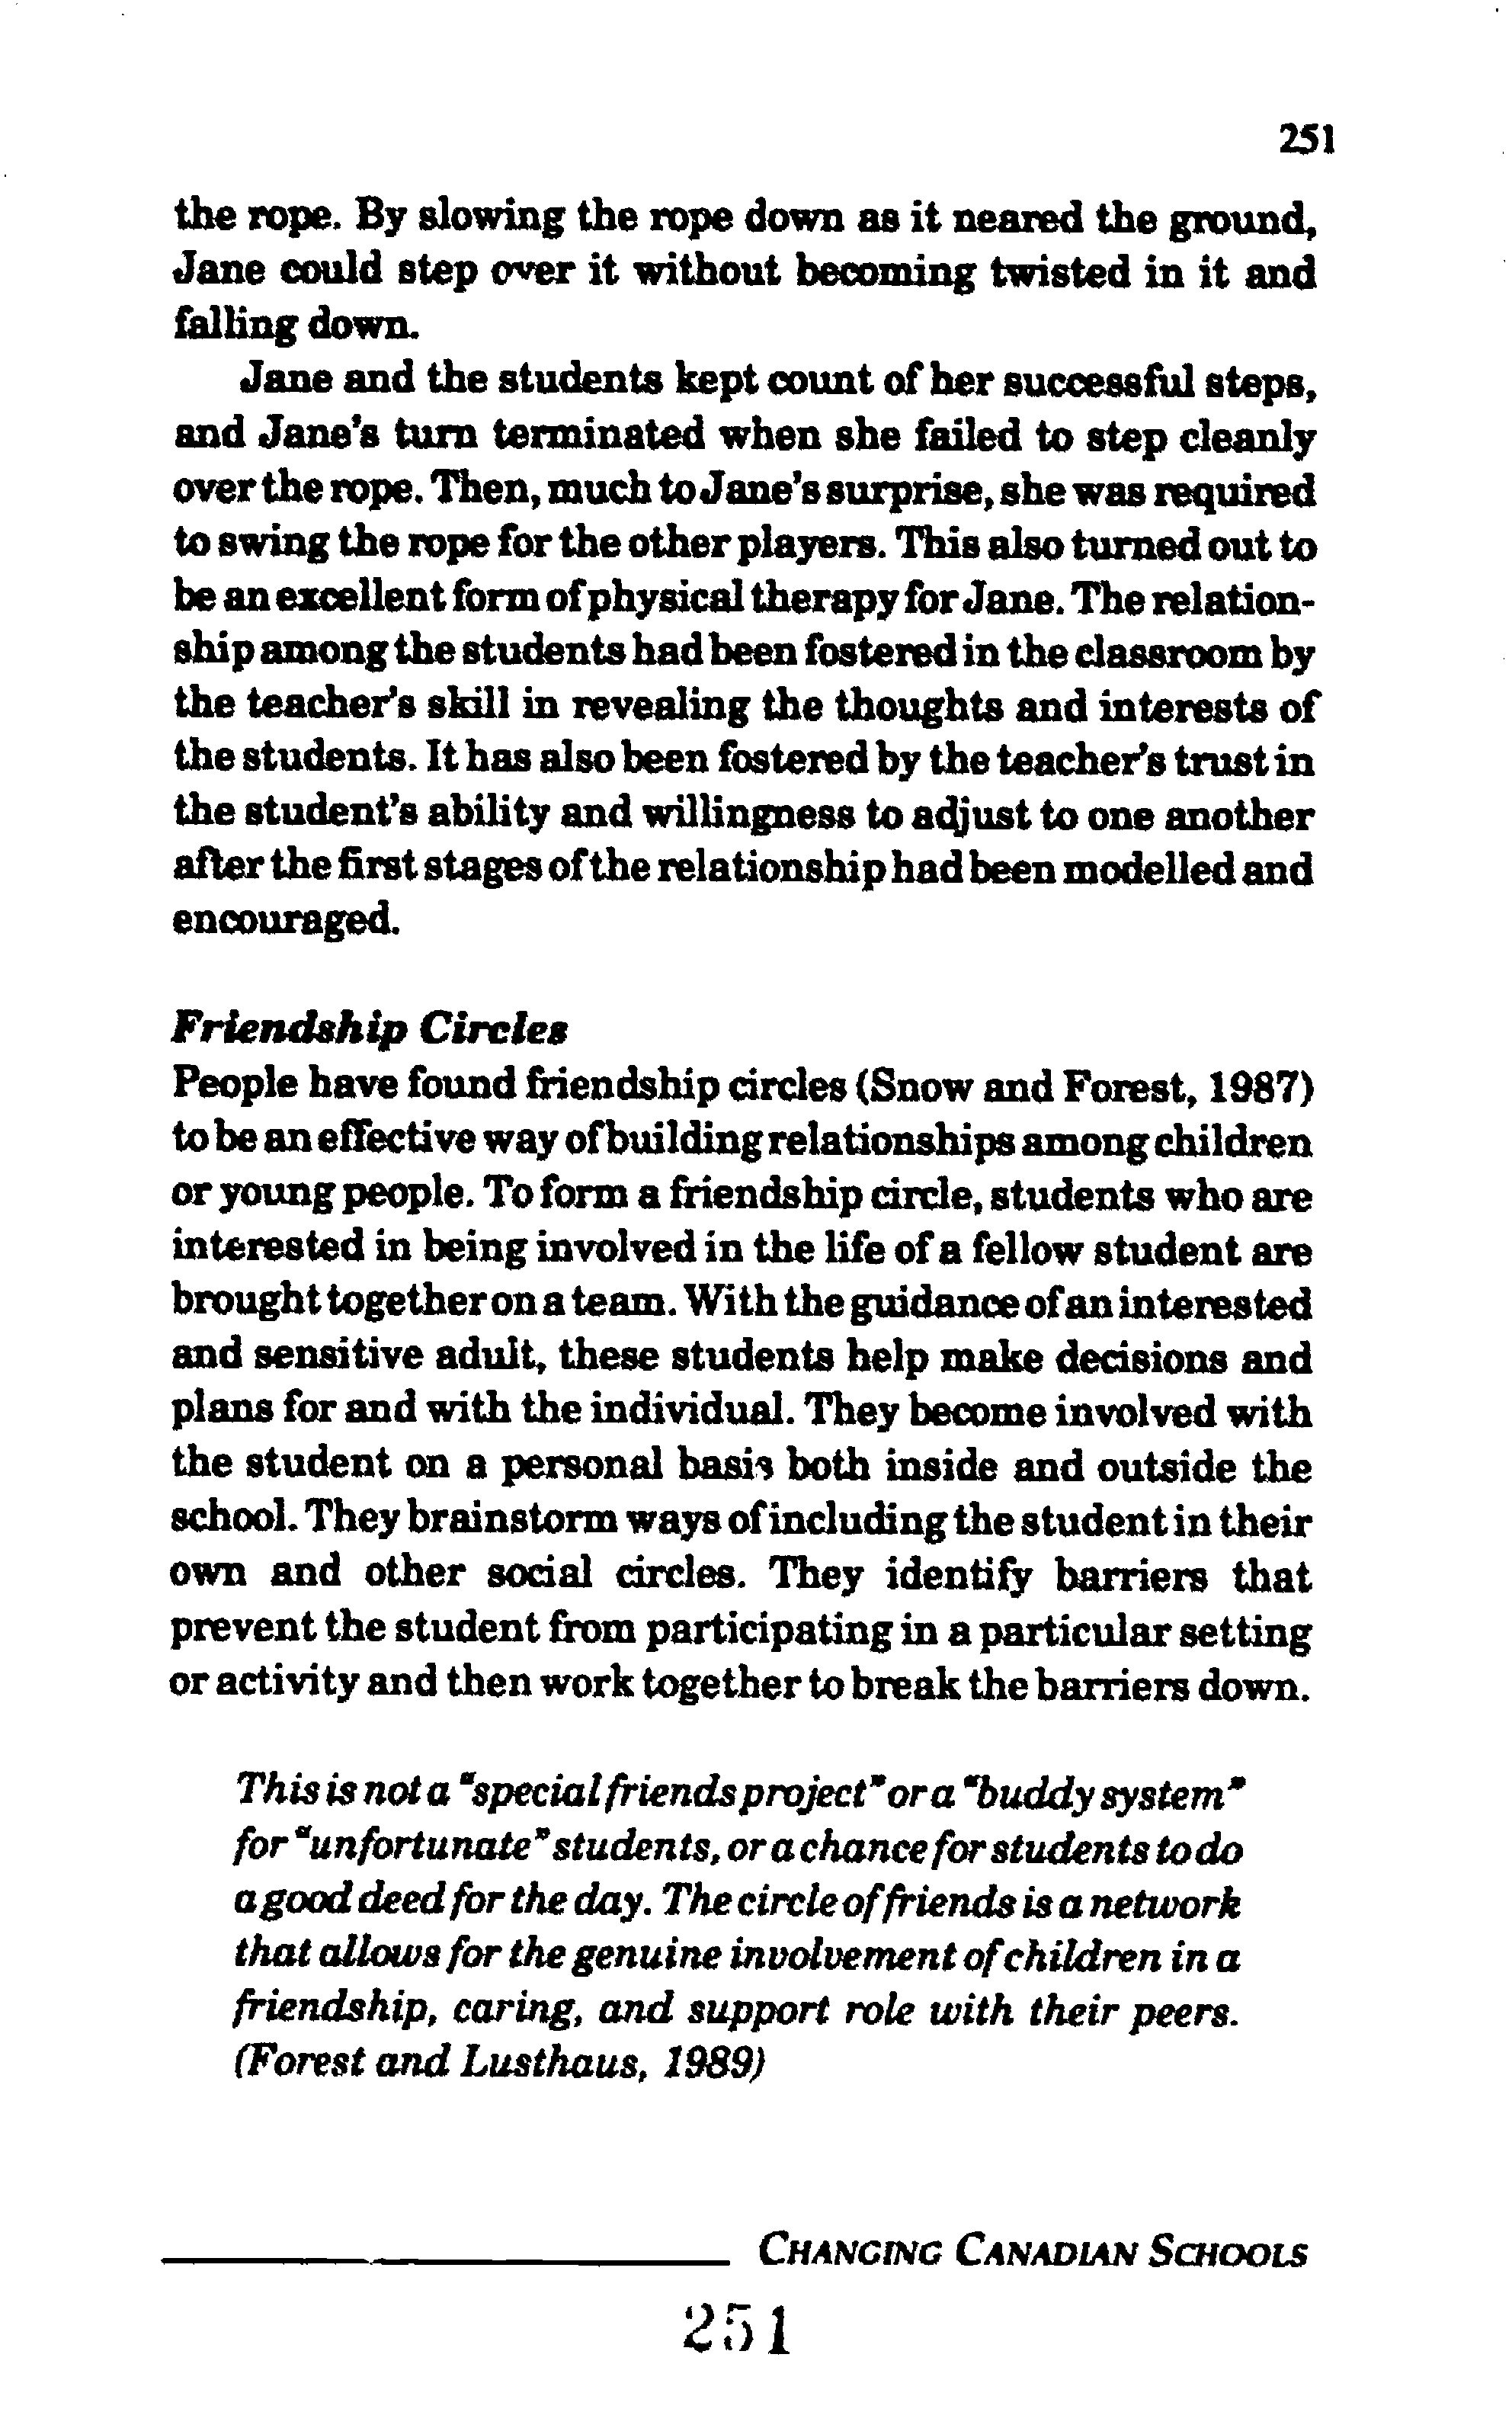 251
the rope. By slowing the rope down as it neared the ground,
Jane could step over it without becoming twisted in it and
falling down.
Jane and the students kept count of her successful steps,
and Jane's turn terminated when she failed to step cleanly
over the rope. Then, much to Jane's surprise, she was required
to swing the rope for the other players. This also turned out to
be an excellent form of physical therapy for Jane. The relation-
ship among the students had been fostered in the classroom by
the teacher's skill in revealing the thoughts and interests of
the students. It has also been fostered by the teacher's trust in
the student's ability and willingness to adjust to one another
after the first stages of the relationship had been modelled and
encouraged.
Friendship Circles
People have found friendship circles (Snow and Forest, 1987)
to be an effective way of building relationships among children
or young people. To form a friendship circle, students who are
interested in being involved in the life of a fellow student are
brought together on a team. With the guidance of an interested
and sensitive adult, these students help make decisions and
plans for and with the individual. They become involved with
the student on a personal basis both inside and outside the
school. They brainstorm ways of including the student in their
own and other social circles. They identify barriers that
prevent the student from participating in a particular setting
or activity and then work together to break the barriers down.
This is not a "special friends project" or a "buddy system"
for "unfortunate" students, or a chance for students to do
a good deed for the day. The circle of friends is a network
that allows for the genuine involvement of children in a
friendship, caring, and support role with their peers.
(Forest and Lusthaus, 1989)
CHANGING CANADIAN SCHOOLS
251